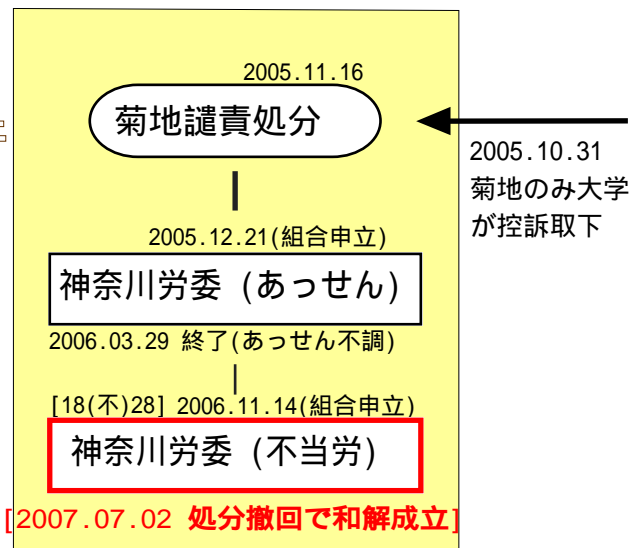 2005.11.16
菊地譴責処分
2005.10.31
菊地のみ大学
が控訴取下
2005.12.21(組合申立)
神奈川労委 (あっせん)
2006.03.29 終了(あっせん不調)
[18(不)28] 2006.11.14(組合申立)
神奈川労委 (不当労)
[2007.07.02 処分撤回で和解成立]